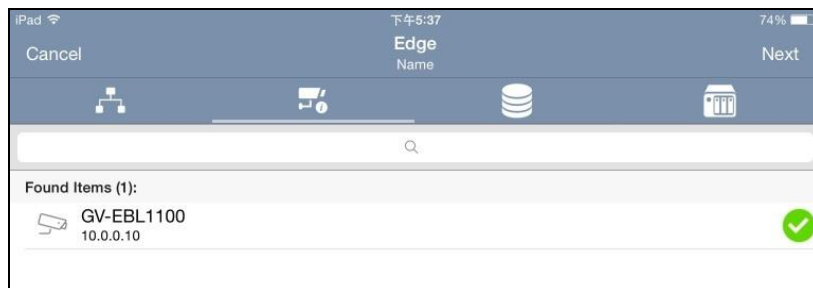 iPad 下午5:37 74%
Cancel Edge Next
Name
Found Items (1):
GV-EBL1100
10.0.0.10